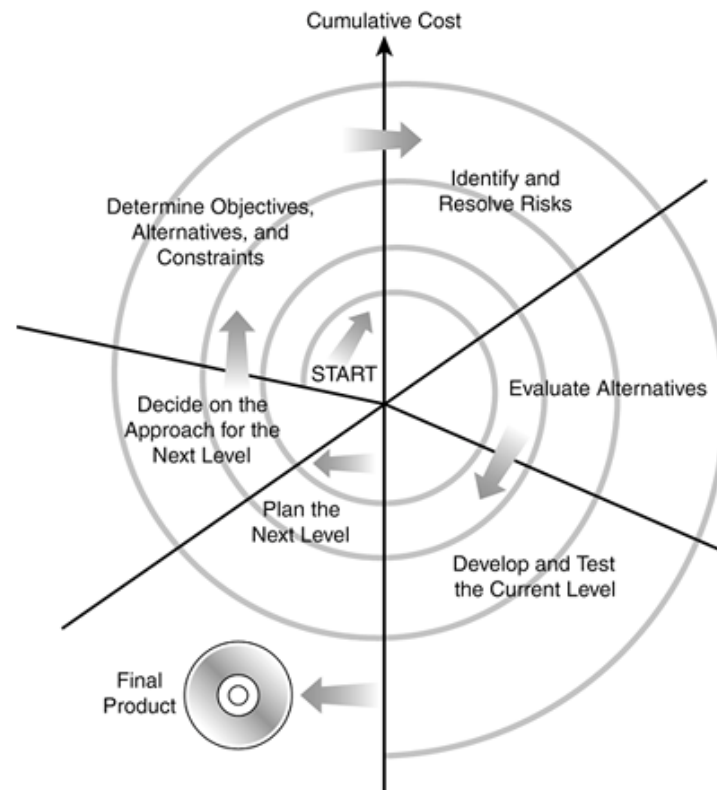 Cumulative Cost
Identify and
Resolve Risks
Determine Objectives,
Alternatives, and
Constraints
START
Evaluate Alternatives
Decide on the
Approach for the
Next Level
Plan the
Next Level
Develop and Test
the Current Level
Final
Product